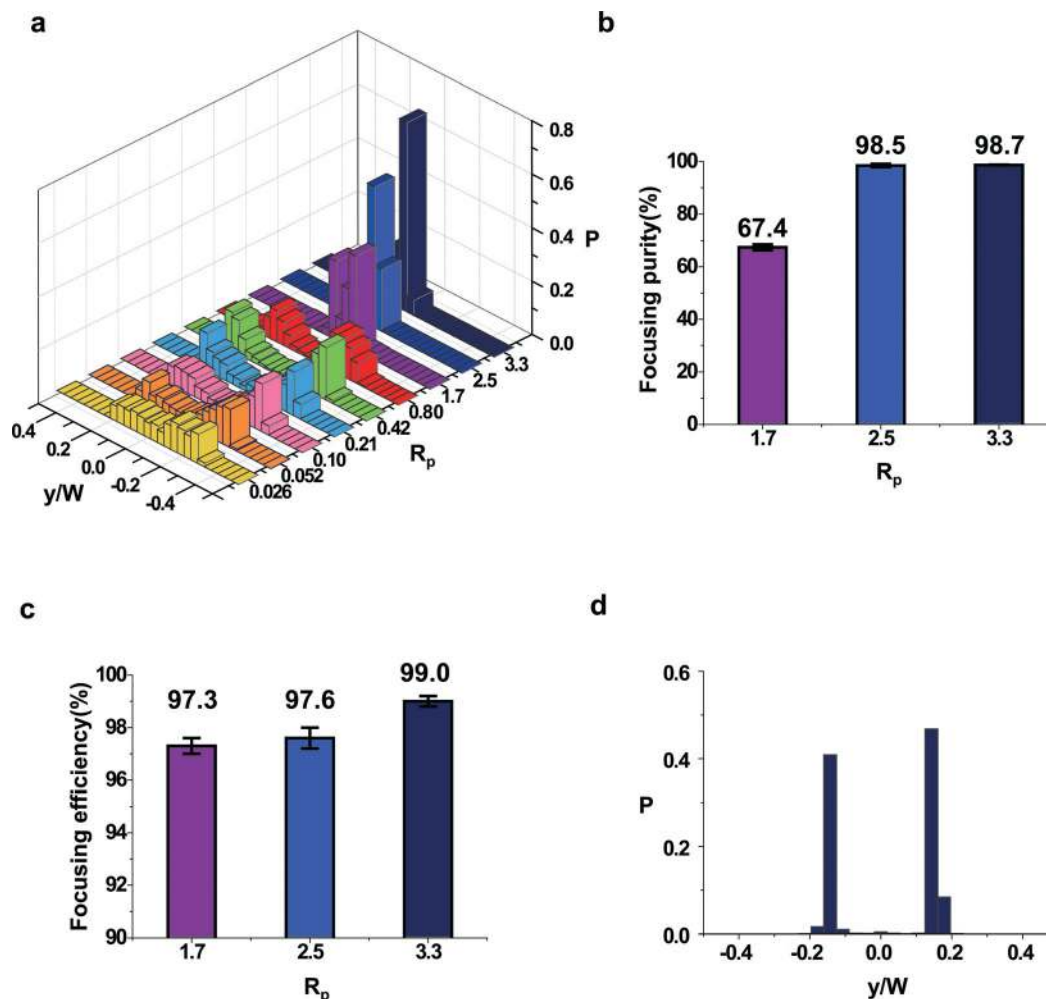 a
0.8
0.6
0.4
0.2
0.0
P
0.4
0.2
0.0
-0.2
-0.4
y/W
0.026
0.052
0.10
0.21
0.42
0.80
1.7
2.5
3.3
Rp
b
100
80
60
40
20
0
Focusing purity(%)
67.4
98.5
98.7
1.7 2.5 3.3
Rp
c
100
98
96
94
92
90
Focusing efficiency(%)
97.3
97.6
99.0
1.7 2.5 3.3
Rp
d
0.6
0.4
0.2
0.0
P
-0.4 -0.2 0.0 0.2 0.4
y/W